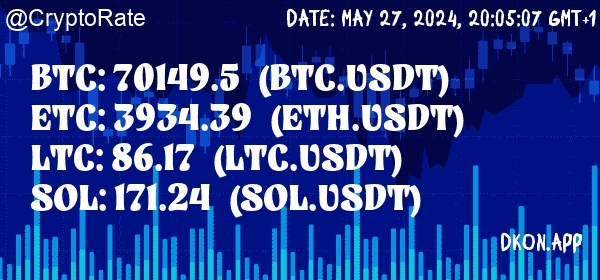 @CryptoRate
DATE: MAY 27, 2024, 20:05:07 GMT+1
BTC: 70149.5 (BTC.USDT)
ETC: 3934.39 (ETH.USDT)
LTC: 86.17 (LTC.USDT)
SOL: 171.24 (SOL.USDT)
DKON.APP